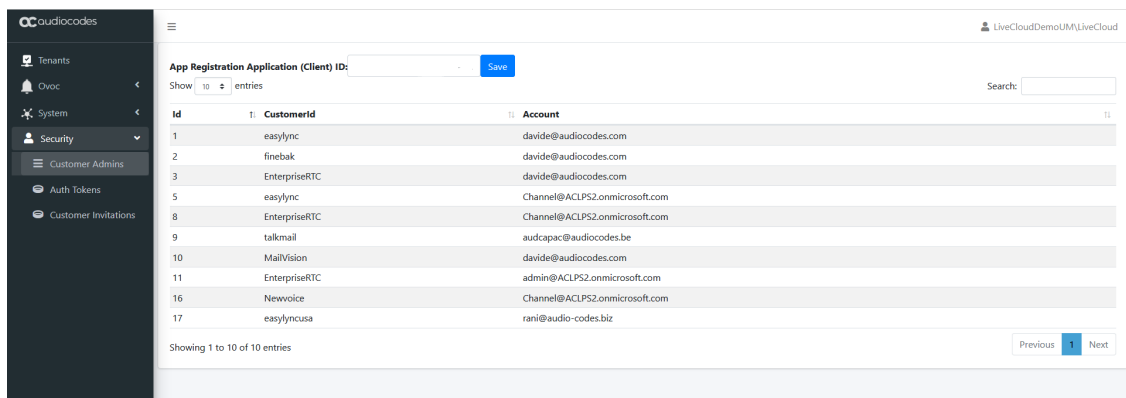 audiocodes
LiveCloudDemoUM\LiveCloud
Tenants
Ovoc
System
Security
Customer Admins
Auth Tokens
Customer Invitations
App Registration Application (Client) ID: Save
Show 10 entries Search:
Id CustomerId Account
1 easylync davide@audiocodes.com
2 finebak davide@audiocodes.com
3 EnterpriseRTC davide@audiocodes.com
5 easylync Channel@ACLPS2.onmicrosoft.com
8 EnterpriseRTC Channel@ACLPS2.onmicrosoft.com
9 talkmail audcapac@audiocodes.be
10 MailVision davide@audiocodes.com
11 EnterpriseRTC admin@ACLPS2.onmicrosoft.com
16 Newvoice Channel@ACLPS2.onmicrosoft.com
17 easylyncusa rani@audio-codes.biz
Showing 1 to 10 of 10 entries Previous 1 Next